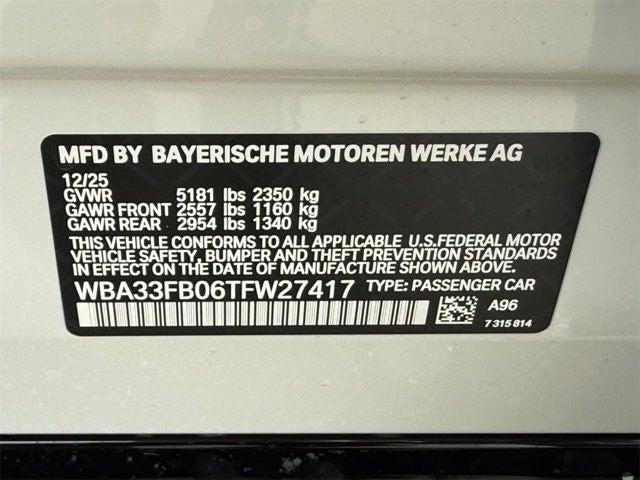 MFD BY BAYERISCHE MOTOREN WERKE AG
12/25
GVWR 5181 lbs 2350 kg
GAWR FRONT 2557 lbs 1160 kg
GAWR REAR 2954 lbs 1340 kg
THIS VEHICLE CONFORMS TO ALL APPLICABLE U.S.FEDERAL MOTOR
VEHICLE SAFETY, BUMPER AND THEFT PREVENTION STANDARDS
IN EFFECT ON THE DATE OF MANUFACTURE SHOWN ABOVE.
WBA33FB06TFW27417 TYPE: PASSENGER CAR
A96
7 315 814